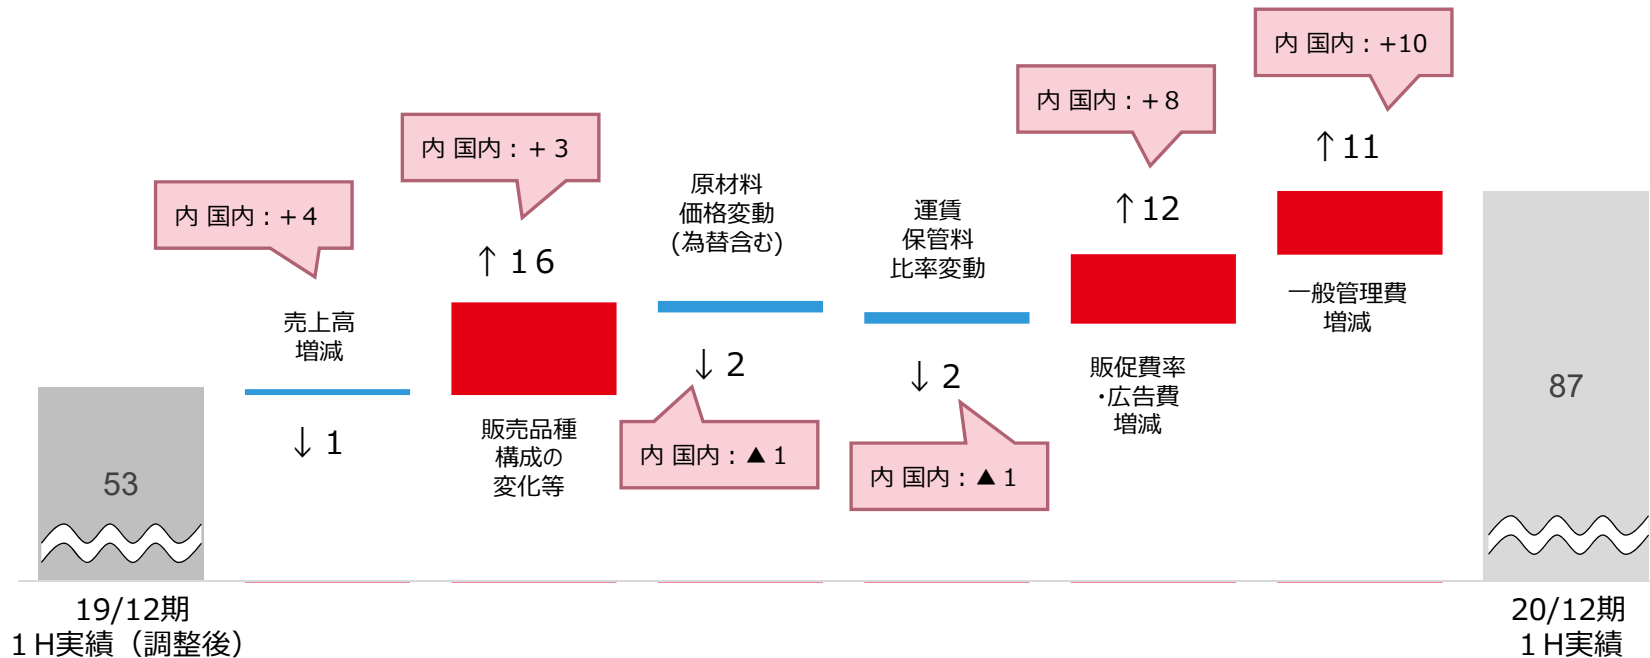 内 国内：+10
内 国内：+８
↑11
内 国内：+３
↑12
内 国内：+４
↑１６
原材料
価格変動
(為替含む)
運賃
保管料
比率変動
売上高
増減
一般管理費
増減
↓1
↓2
↓2
販促費率
・広告費
増減
販売品種
構成の
変化等
内 国内：▲１
内 国内：▲１
53
87
19/12期
１H実績（調整後）
20/12期
１H実績